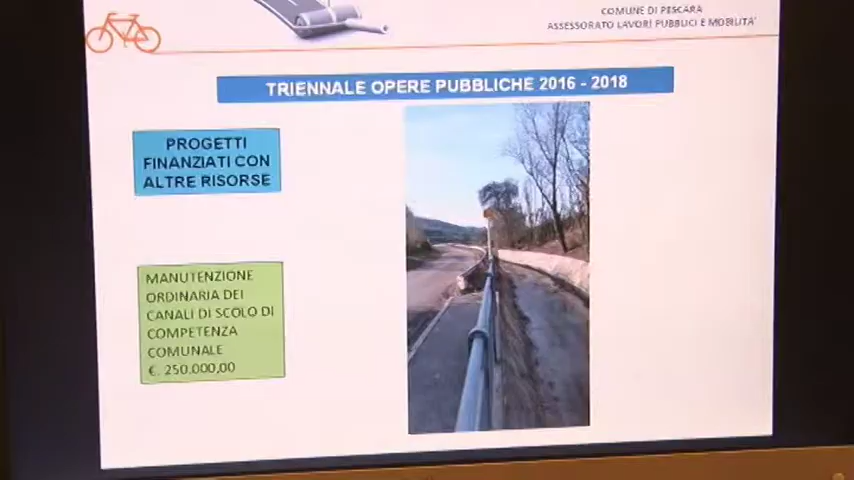 COMUNE DI PESCARA
ASSESSORATO LAVORI PUBBLICI E MOBILITA'
TRIENNALE OPERE PUBBLICHE 2016 - 2018
PROGETTI
FINANZIATI CON
ALTRE RISORSE
MANUTENZIONE
ORDINARIA DEI
CANALI DI SCOLO DI
COMPETENZA
COMUNALE
€. 250.000,00